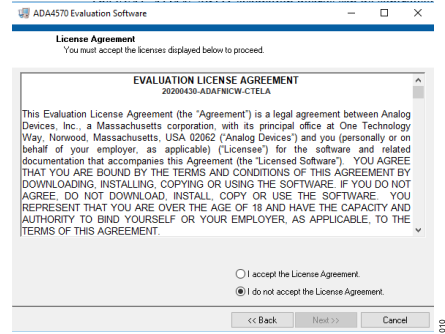 ADA4570 Evaluation Software
License Agreement
You must accept the licenses displayed below to proceed.
EVALUATION LICENSE AGREEMENT
20200430-ADAFNICW-CTELA
This Evaluation License Agreement (the "Agreement") is a legal agreement between Analog
Devices, Inc., a Massachusetts corporation, with its principal office at One Technology
Way, Norwood, Massachusetts, USA 02062 ("Analog Devices") and you (personally or on
behalf of your employer, as applicable) ("Licensee") for the software and related
documentation that accompanies this Agreement (the "Licensed Software"). YOU AGREE
THAT YOU ARE BOUND BY THE TERMS AND CONDITIONS OF THIS AGREEMENT BY
DOWNLOADING, INSTALLING, COPYING OR USING THE SOFTWARE. IF YOU DO NOT
AGREE, DO NOT DOWNLOAD, INSTALL, COPY OR USE THE SOFTWARE. YOU
REPRESENT THAT YOU ARE OVER THE AGE OF 18 AND HAVE THE CAPACITY AND
AUTHORITY TO BIND YOURSELF OR YOUR EMPLOYER, AS APPLICABLE, TO THE
TERMS OF THIS AGREEMENT.
I accept the License Agreement.
I do not accept the License Agreement.
<< Back Next >> Cancel
010